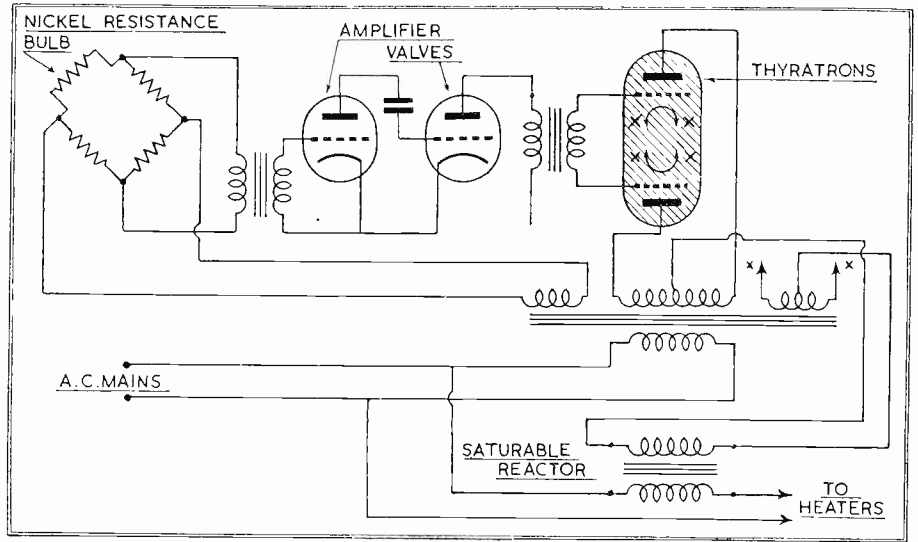 NICKEL RESISTANCE
BULB
AMPLIFIER
VALVES
THYRATRONS
X X
X X
X X
A.C. MAINS
SATURABLE
REACTOR
TO
HEATERS